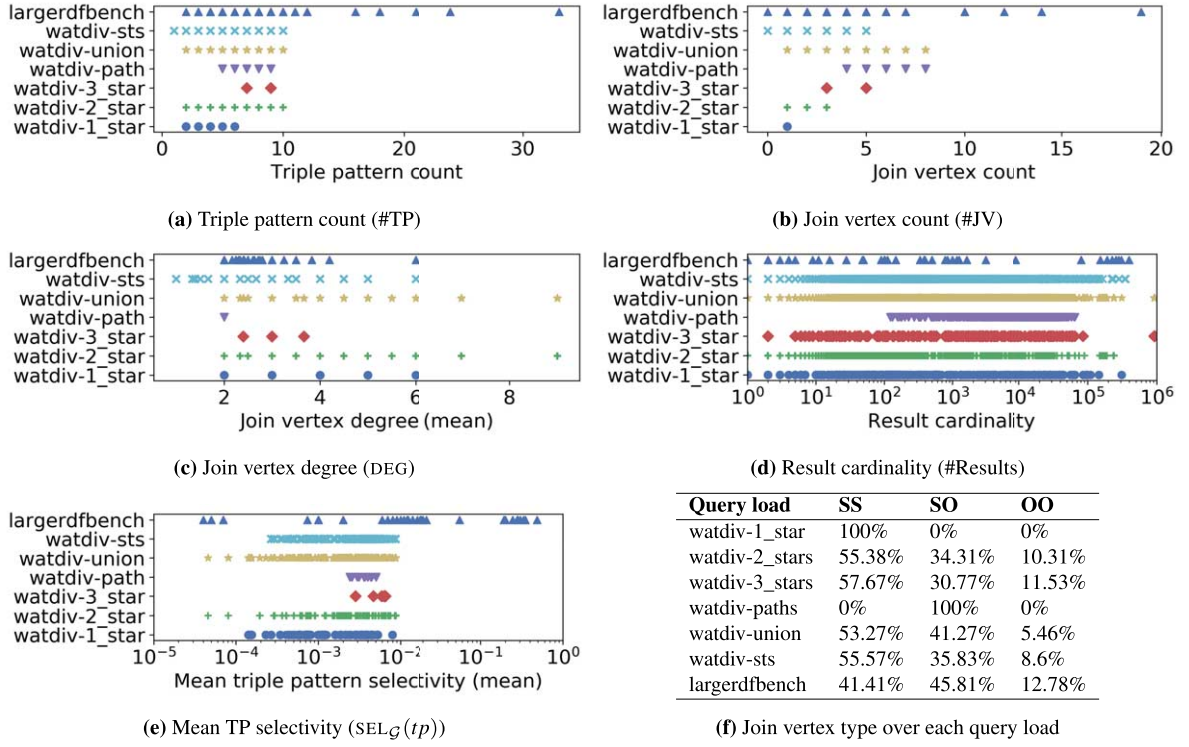 largerdfbench
watdiv-sts
watdiv-union
watdiv-path
watdiv-3_star
watdiv-2_star
watdiv-1_star
0 10 20 30
Triple pattern count
(a) Triple pattern count (#TP)
largerdfbench
watdiv-sts
watdiv-union
watdiv-path
watdiv-3_star
watdiv-2_star
watdiv-1_star
0 5 10 15 20
Join vertex count
(b) Join vertex count (#JV)
largerdfbench
watdiv-sts
watdiv-union
watdiv-path
watdiv-3_star
watdiv-2_star
watdiv-1_star
2 4 6 8
Join vertex degree (mean)
(c) Join vertex degree (DEG)
largerdfbench
watdiv-sts
watdiv-union
watdiv-path
watdiv-3_star
watdiv-2_star
watdiv-1_star
10^0 10^1 10^2 10^3 10^4 10^5 10^6
Result cardinality
(d) Result cardinality (#Results)
largerdfbench
watdiv-sts
watdiv-union
watdiv-path
watdiv-3_star
watdiv-2_star
watdiv-1_star
10^-5 10^-4 10^-3 10^-2 10^-1 10^0
Mean triple pattern selectivity (mean)
(e) Mean TP selectivity (SEL_G(tp))
Query load SS SO OO
watdiv-1_star 100% 0% 0%
watdiv-2_stars 55.38% 34.31% 10.31%
watdiv-3_stars 57.67% 30.77% 11.53%
watdiv-paths 0% 100% 0%
watdiv-union 53.27% 41.27% 5.46%
watdiv-sts 55.57% 35.83% 8.6%
largerdfbench 41.41% 45.81% 12.78%
(f) Join vertex type over each query load